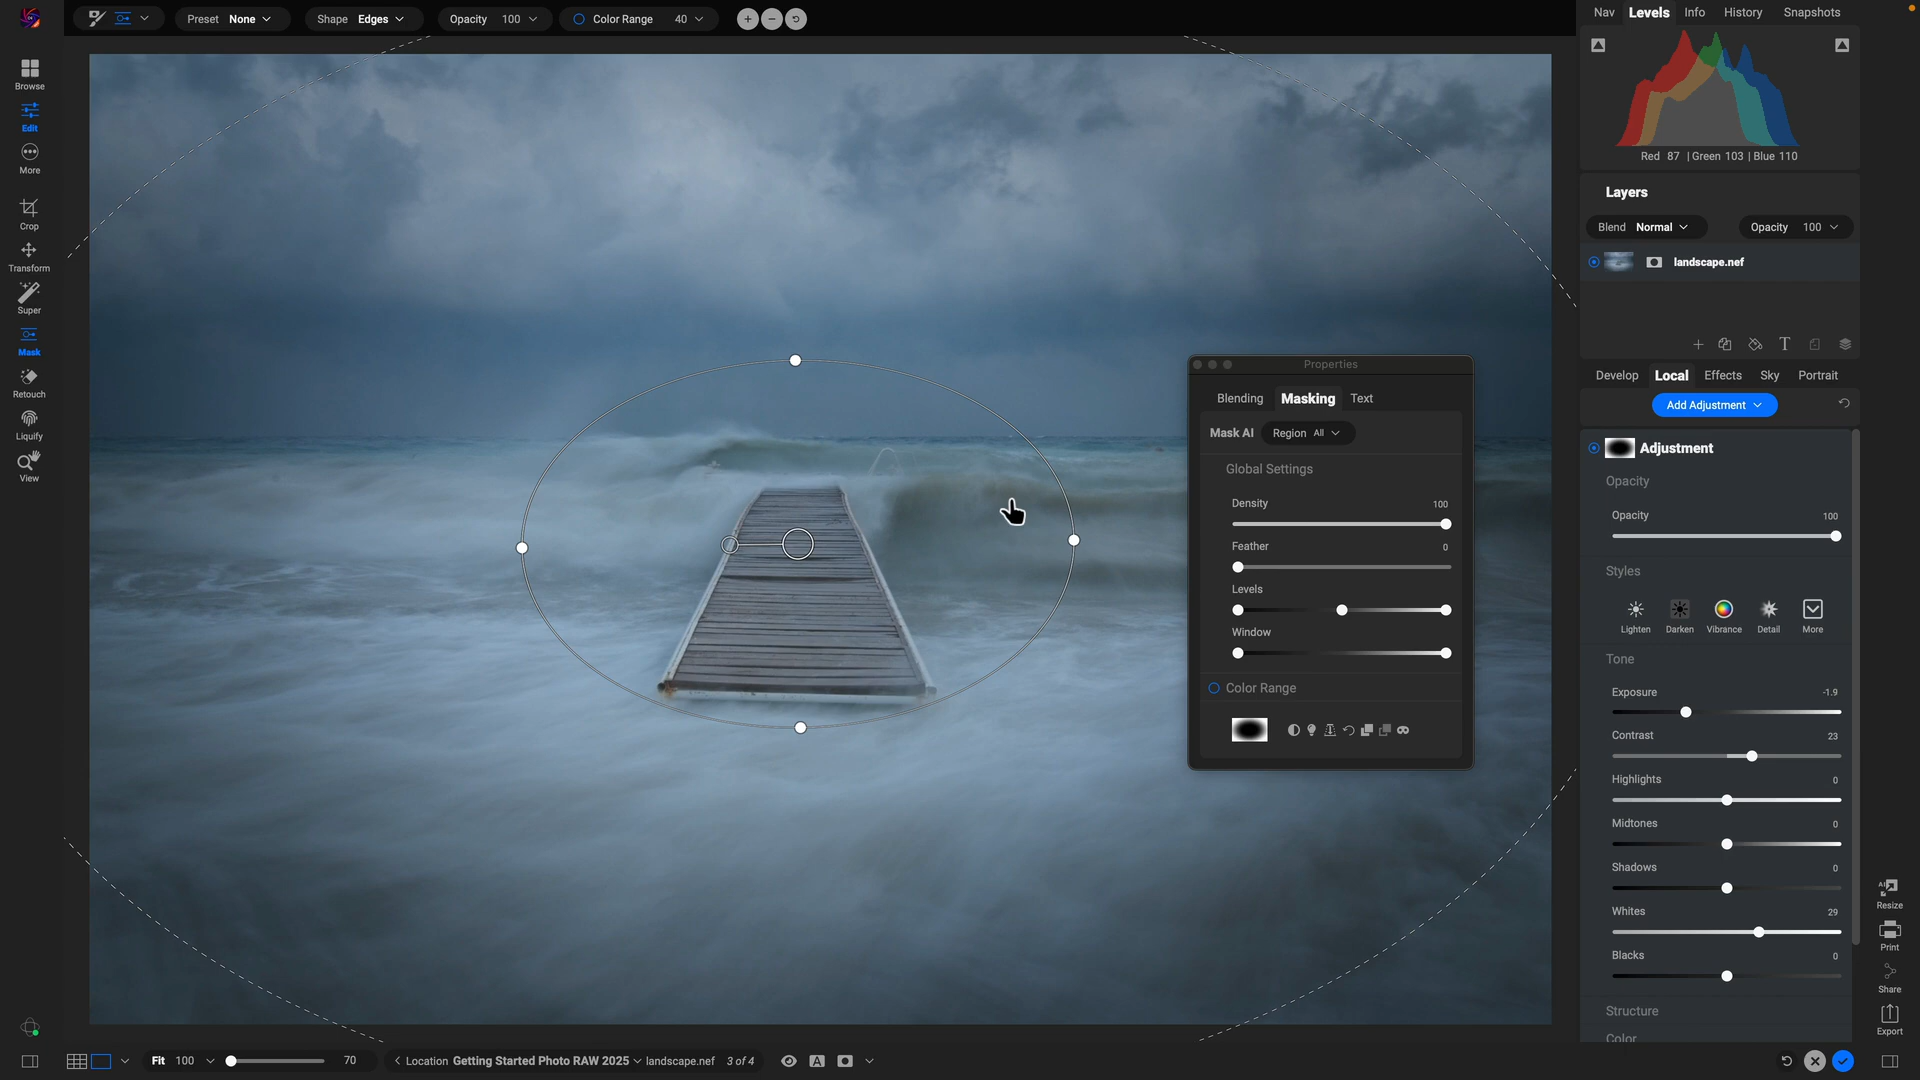 Preset None
Shape Edges
Opacity 100
Color Range 40
Nav Levels Info History Snapshots
Browse
Edit
More
Crop
Transform
Super
Mask
Retouch
Liquify
View
Red 87 | Green 103 | Blue 110
Layers
Blend Normal
Opacity 100
landscape.nef
T
Develop Local Effects Sky Portrait
Add Adjustment
Adjustment
Opacity
Opacity 100
Styles
Lighten Darken Vibrance Detail More
Tone
Exposure -1.9
Contrast 23
Highlights 0
Midtones 0
Shadows 0
Whites 29
Blacks 0
Structure
Color
Properties
Blending Masking Text
Mask AI Region All
Global Settings
Density 100
Feather 0
Levels
Window
Color Range
AI
Resize
Print
Share
Export
Fit 100 70
Location Getting Started Photo RAW 2025 landscape.nef 3 of 4
A